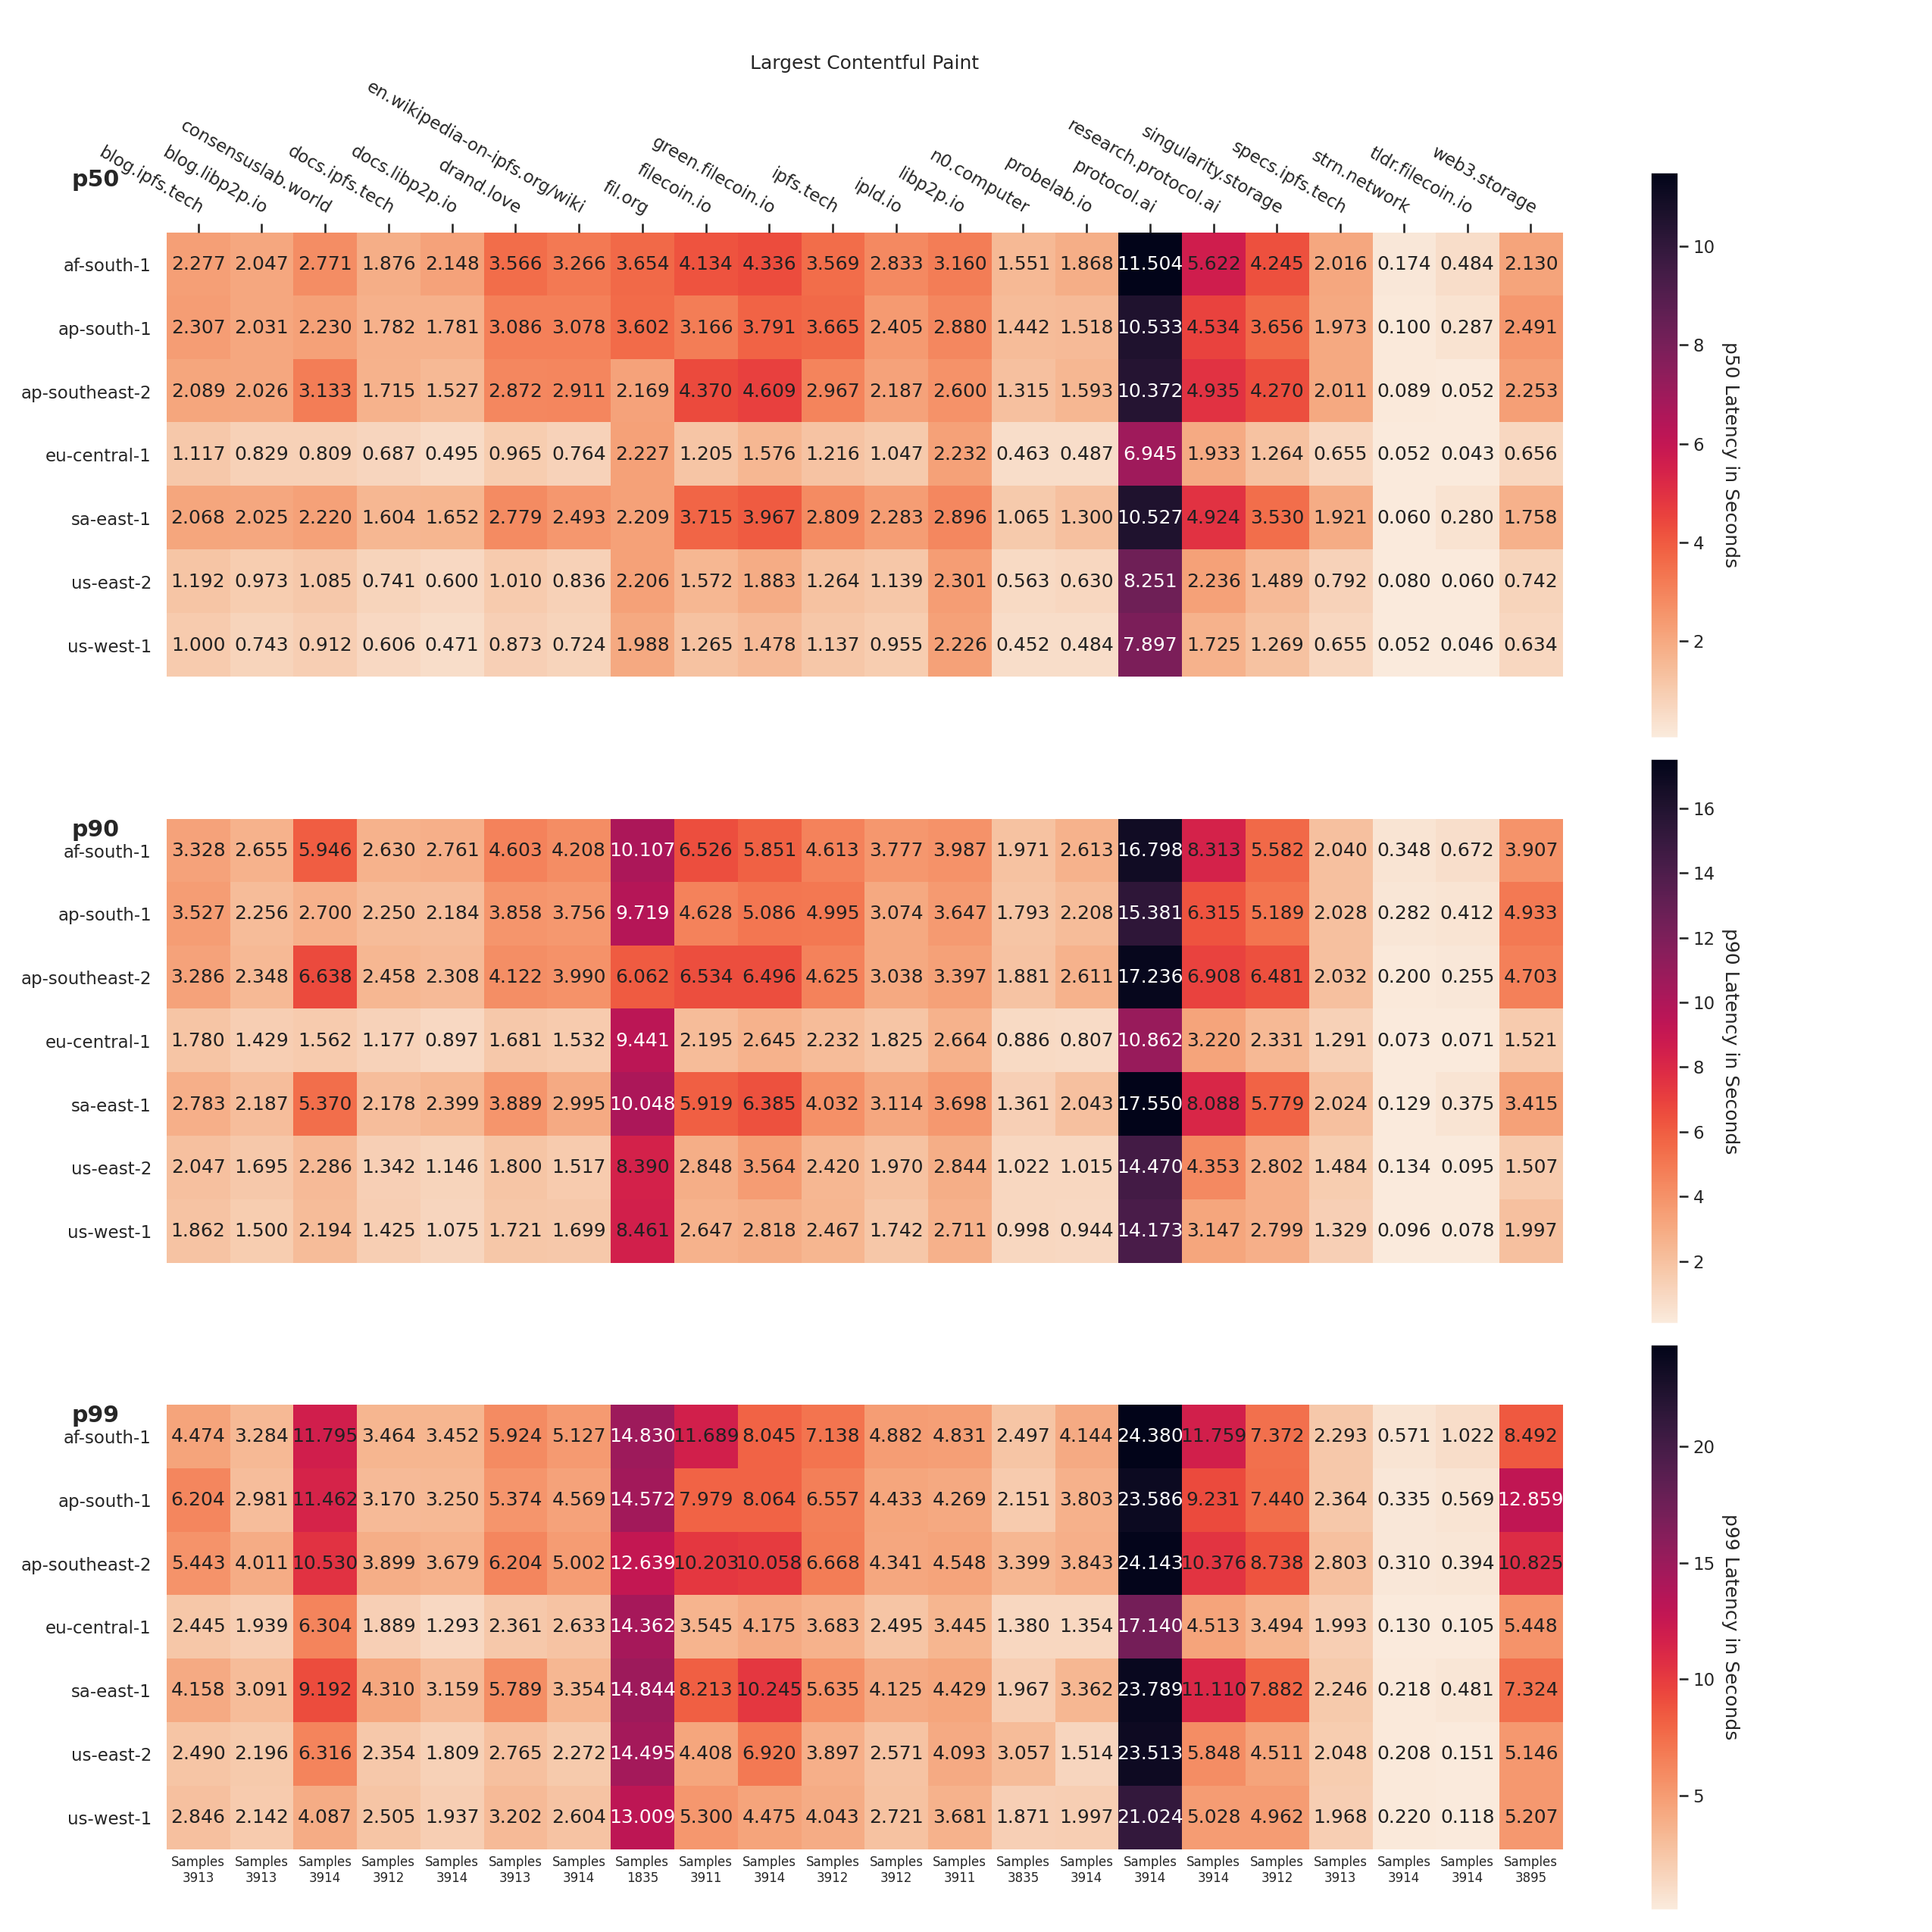 Largest Contentful Paint
p50
blog.ipfs.tech
blog.libp2p.io
consensuslab.world
docs.ipfs.tech
docs.libp2p.io
drand.love
en.wikipedia-on-ipfs.org/wiki
fil.org
filecoin.io
green.filecoin.io
ipfs.tech
ipld.io
libp2p.io
n0.computer
probelab.io
protocol.ai
research.protocol.ai
singularity.storage
specs.ipfs.tech
strn.network
tldr.filecoin.io
web3.storage
af-south-1 2.277 2.047 2.771 1.876 2.148 3.566 3.266 3.654 4.134 4.336 3.569 2.833 3.160 1.551 1.868 11.504 5.622 4.245 2.016 0.174 0.484 2.130
ap-south-1 2.307 2.031 2.230 1.782 1.781 3.086 3.078 3.602 3.166 3.791 3.665 2.405 2.880 1.442 1.518 10.533 4.534 3.656 1.973 0.100 0.287 2.491
ap-southeast-2 2.089 2.026 3.133 1.715 1.527 2.872 2.911 2.169 4.370 4.609 2.967 2.187 2.600 1.315 1.593 10.372 4.935 4.270 2.011 0.089 0.052 2.253
eu-central-1 1.117 0.829 0.809 0.687 0.495 0.965 0.764 2.227 1.205 1.576 1.216 1.047 2.232 0.463 0.487 6.945 1.933 1.264 0.655 0.052 0.043 0.656
sa-east-1 2.068 2.025 2.220 1.604 1.652 2.779 2.493 2.209 3.715 3.967 2.809 2.283 2.896 1.065 1.300 10.527 4.924 3.530 1.921 0.060 0.280 1.758
us-east-2 1.192 0.973 1.085 0.741 0.600 1.010 0.836 2.206 1.572 1.883 1.264 1.139 2.301 0.563 0.630 8.251 2.236 1.489 0.792 0.080 0.060 0.742
us-west-1 1.000 0.743 0.912 0.606 0.471 0.873 0.724 1.988 1.265 1.478 1.137 0.955 2.226 0.452 0.484 7.897 1.725 1.269 0.655 0.052 0.046 0.634
10
8
6
4
2
p50 Latency in Seconds
p90
af-south-1 3.328 2.655 5.946 2.630 2.761 4.603 4.208 10.107 6.526 5.851 4.613 3.777 3.987 1.971 2.613 16.798 8.313 5.582 2.040 0.348 0.672 3.907
ap-south-1 3.527 2.256 2.700 2.250 2.184 3.858 3.756 9.719 4.628 5.086 4.995 3.074 3.647 1.793 2.208 15.381 6.315 5.189 2.028 0.282 0.412 4.933
ap-southeast-2 3.286 2.348 6.638 2.458 2.308 4.122 3.990 6.062 6.534 6.496 4.625 3.038 3.397 1.881 2.611 17.236 6.908 6.481 2.032 0.200 0.255 4.703
eu-central-1 1.780 1.429 1.562 1.177 0.897 1.681 1.532 9.441 2.195 2.645 2.232 1.825 2.664 0.886 0.807 10.862 3.220 2.331 1.291 0.073 0.071 1.521
sa-east-1 2.783 2.187 5.370 2.178 2.399 3.889 2.995 10.048 5.919 6.385 4.032 3.114 3.698 1.361 2.043 17.550 8.088 5.779 2.024 0.129 0.375 3.415
us-east-2 2.047 1.695 2.286 1.342 1.146 1.800 1.517 8.390 2.848 3.564 2.420 1.970 2.844 1.022 1.015 14.470 4.353 2.802 1.484 0.134 0.095 1.507
us-west-1 1.862 1.500 2.194 1.425 1.075 1.721 1.699 8.461 2.647 2.818 2.467 1.742 2.711 0.998 0.944 14.173 3.147 2.799 1.329 0.096 0.078 1.997
16
14
12
10
8
6
4
2
p90 Latency in Seconds
p99
af-south-1 4.474 3.284 11.795 3.464 3.452 5.924 5.127 14.830 11.689 8.045 7.138 4.882 4.831 2.497 4.144 24.380 11.759 7.372 2.293 0.571 1.022 8.492
ap-south-1 6.204 2.981 11.462 3.170 3.250 5.374 4.569 14.572 7.979 8.064 6.557 4.433 4.269 2.151 3.803 23.586 9.231 7.440 2.364 0.335 0.569 12.859
ap-southeast-2 5.443 4.011 10.530 3.899 3.679 6.204 5.002 12.639 10.203 10.058 6.668 4.341 4.548 3.399 3.843 24.143 10.376 8.738 2.803 0.310 0.394 10.825
eu-central-1 2.445 1.939 6.304 1.889 1.293 2.361 2.633 14.362 3.545 4.175 3.683 2.495 3.445 1.380 1.354 17.140 4.513 3.494 1.993 0.130 0.105 5.448
sa-east-1 4.158 3.091 9.192 4.310 3.159 5.789 3.354 14.844 8.213 10.245 5.635 4.125 4.429 1.967 3.362 23.789 11.110 7.882 2.246 0.218 0.481 7.324
us-east-2 2.490 2.196 6.316 2.354 1.809 2.765 2.272 14.495 4.408 6.920 3.897 2.571 4.093 3.057 1.514 23.513 5.848 4.511 2.048 0.208 0.151 5.146
us-west-1 2.846 2.142 4.087 2.505 1.937 3.202 2.604 13.009 5.300 4.475 4.043 2.721 3.681 1.871 1.997 21.024 5.028 4.962 1.968 0.220 0.118 5.207
Samples Samples Samples Samples Samples Samples Samples Samples Samples Samples Samples Samples Samples Samples Samples Samples Samples Samples Samples Samples Samples Samples
3913 3913 3914 3912 3914 3913 3914 1835 3911 3914 3912 3912 3911 3835 3914 3914 3914 3912 3913 3914 3914 3895
20
15
10
5
p99 Latency in Seconds